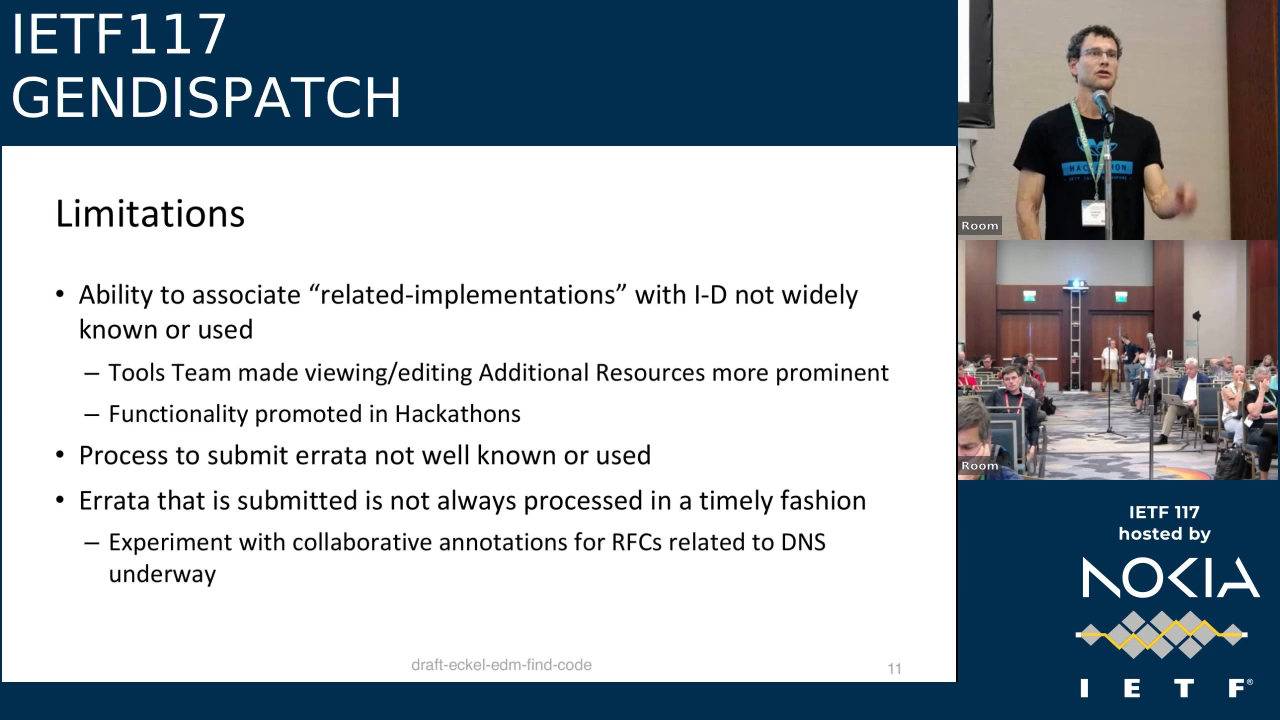 IETF117
GENDISPATCH
Limitations
• Ability to associate “related-implementations” with I-D not widely
known or used
– Tools Team made viewing/editing Additional Resources more prominent
– Functionality promoted in Hackathons
• Process to submit errata not well known or used
• Errata that is submitted is not always processed in a timely fashion
– Experiment with collaborative annotations for RFCs related to DNS
underway
draft-eckel-edm-find-code
11
HACKATHON
Room
Room
IETF 117
hosted by
NOKIA
I E T F®